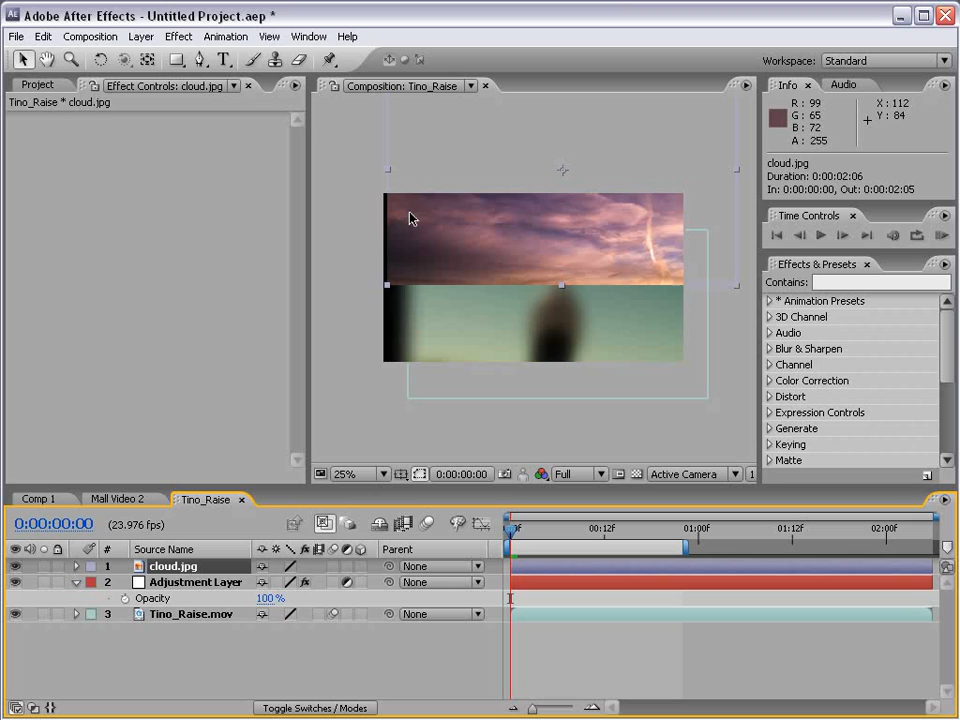 Adobe After Effects - Untitled Project.aep *
File Edit Composition Layer Effect Animation View Window Help
Workspace: Standard
Project Effect Controls: cloud.jpg
Tino_Raise * cloud.jpg
Composition: Tino_Raise
Info Audio
R : 99
G : 65
B : 72
A : 255
X : 112
Y : 84
cloud.jpg
Duration: 0:00:02:06
In: 0:00:00:00, Out: 0:00:02:05
Time Controls
Effects & Presets
Contains:
* Animation Presets
3D Channel
Audio
Blur & Sharpen
Channel
Color Correction
Distort
Expression Controls
Generate
Keying
Matte
25% 0:00:00:00 Full Active Camera 1
Comp 1 Mall Video 2 Tino_Raise
0:00:00:00 (23.976 fps)
00:12f 01:00f 01:12f 02:00f
# Source Name Parent
1 cloud.jpg None
2 Adjustment Layer None
Opacity 100 %
3 Tino_Raise.mov None
Toggle Switches / Modes